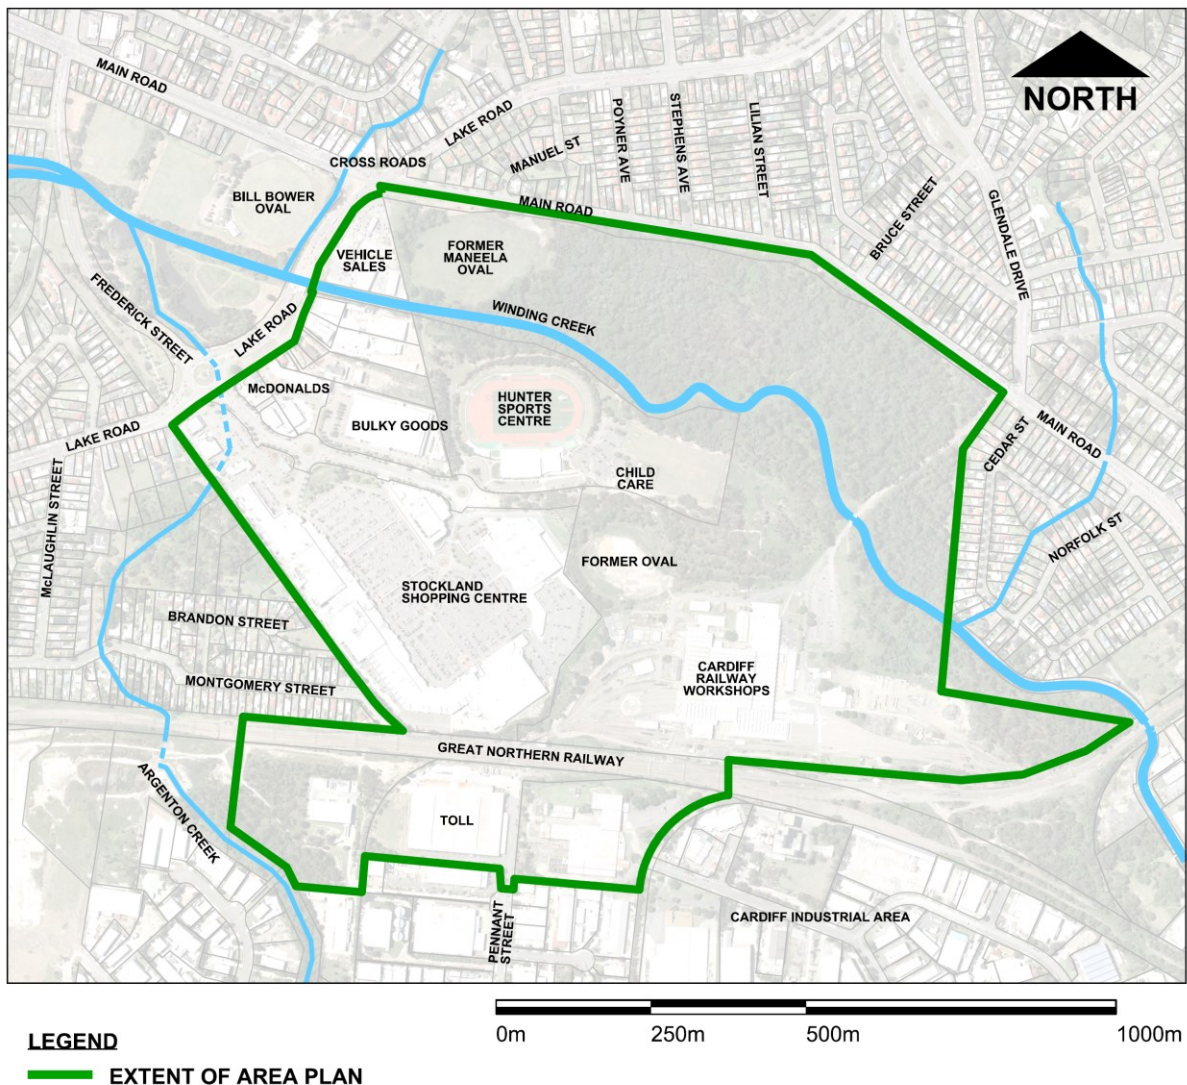 MAIN ROAD
NORTH
LAKE ROAD
CROSS ROADS
MANUEL ST
POYNER AVE
STEPHENS AVE
LILIAN STREET
BILL BOWER
OVAL
MAIN ROAD
BRUCE STREET
GLENDALE DRIVE
VEHICLE
SALES
FORMER
MANEELA
OVAL
FREDERICK STREET
LAKE ROAD
WINDING CREEK
McDONALDS
HUNTER
SPORTS
CENTRE
BULKY GOODS
LAKE ROAD
MAIN ROAD
CEDAR ST
CHILD
CARE
McLAUGHLIN STREET
NORFOLK ST
FORMER OVAL
STOCKLAND
SHOPPING CENTRE
BRANDON STREET
MONTGOMERY STREET
CARDIFF
RAILWAY
WORKSHOPS
GREAT NORTHERN RAILWAY
ARGENTON CREEK
TOLL
PENNANT
STREET
CARDIFF INDUSTRIAL AREA
0m 250m 500m 1000m
LEGEND
EXTENT OF AREA PLAN